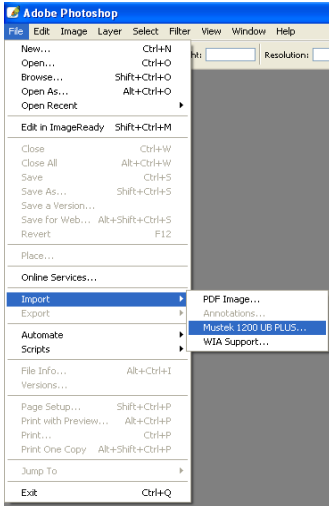 Adobe Photoshop
File Edit Image Layer Select Filter View Window Help
ht: Resolution:
New... Ctrl+N
Open... Ctrl+O
Browse... Shift+Ctrl+O
Open As... Alt+Ctrl+O
Open Recent
Edit in ImageReady Shift+Ctrl+M
Close Ctrl+W
Close All Alt+Ctrl+W
Save Ctrl+S
Save As... Shift+Ctrl+S
Save a Version...
Save for Web... Alt+Shift+Ctrl+S
Revert F12
Place...
Online Services...
Import
Export
Automate
Scripts
File Info... Alt+Ctrl+I
Versions...
Page Setup... Shift+Ctrl+P
Print with Preview... Alt+Ctrl+P
Print... Ctrl+P
Print One Copy Alt+Shift+Ctrl+P
Jump To
Exit Ctrl+Q
PDF Image...
Annotations...
Mustek 1200 UB PLUS...
WIA Support...